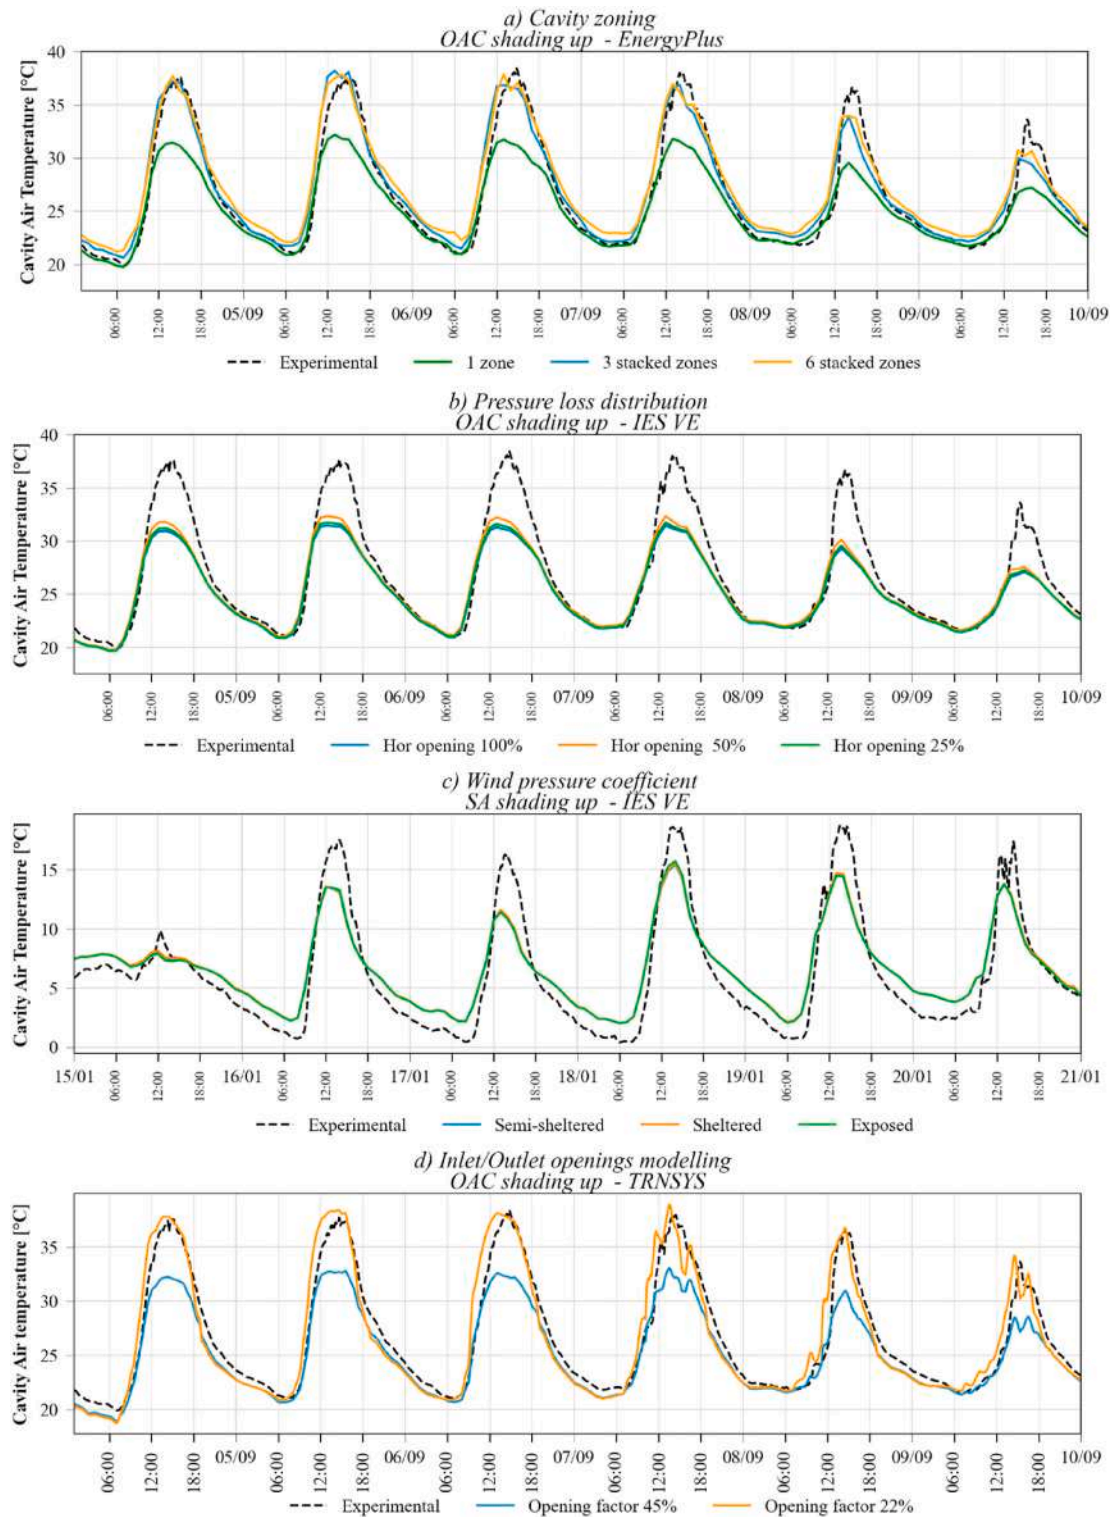 a) Cavity zoning
OAC shading up - EnergyPlus
Cavity Air Temperature [°C]
40
35
30
25
20
06:00 12:00 18:00 05/09 06:00 12:00 18:00 06/09 06:00 12:00 18:00 07/09 06:00 12:00 18:00 08/09 06:00 12:00 18:00 09/09 06:00 12:00 18:00 10/09
Experimental 1 zone 3 stacked zones 6 stacked zones
b) Pressure loss distribution
OAC shading up - IES VE
Cavity Air Temperature [°C]
40
35
30
25
20
06:00 12:00 18:00 05/09 06:00 12:00 18:00 06/09 06:00 12:00 18:00 07/09 06:00 12:00 18:00 08/09 06:00 12:00 18:00 09/09 06:00 12:00 18:00 10/09
Experimental Hor opening 100% Hor opening 50% Hor opening 25%
c) Wind pressure coefficient
SA shading up - IES VE
Cavity Air Temperature [°C]
15
10
5
0
15/01 06:00 12:00 18:00 16/01 06:00 12:00 18:00 17/01 06:00 12:00 18:00 18/01 06:00 12:00 18:00 19/01 06:00 12:00 18:00 20/01 06:00 12:00 18:00 21/01
Experimental Semi-sheltered Sheltered Exposed
d) Inlet/Outlet openings modelling
OAC shading up - TRNSYS
Cavity Air temperature [°C]
35
30
25
20
06:00 12:00 18:00 05/09 06:00 12:00 18:00 06/09 06:00 12:00 18:00 07/09 06:00 12:00 18:00 08/09 06:00 12:00 18:00 09/09 06:00 12:00 18:00 10/09
Experimental Opening factor 45% Opening factor 22%